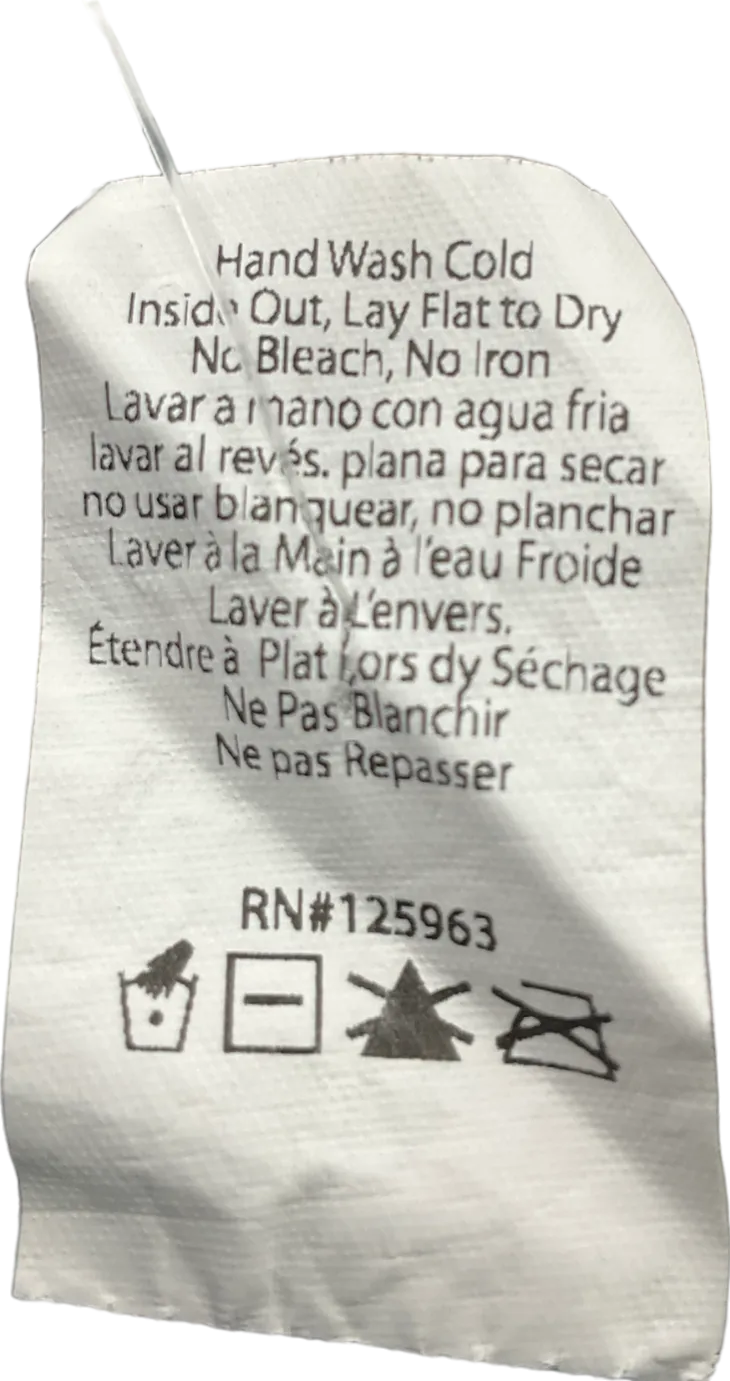 Hand Wash Cold
Inside Out, Lay Flat to Dry
No Bleach, No Iron
Lavar a mano con agua fria
lavar al revés. plana para secar
no usar blanquear, no planchar
Laver à la Main à l'eau Froide
Laver à L'envers.
Étendre à Plat Lors dy Séchage
Ne Pas Blanchir
Ne pas Repasser
RN#125963